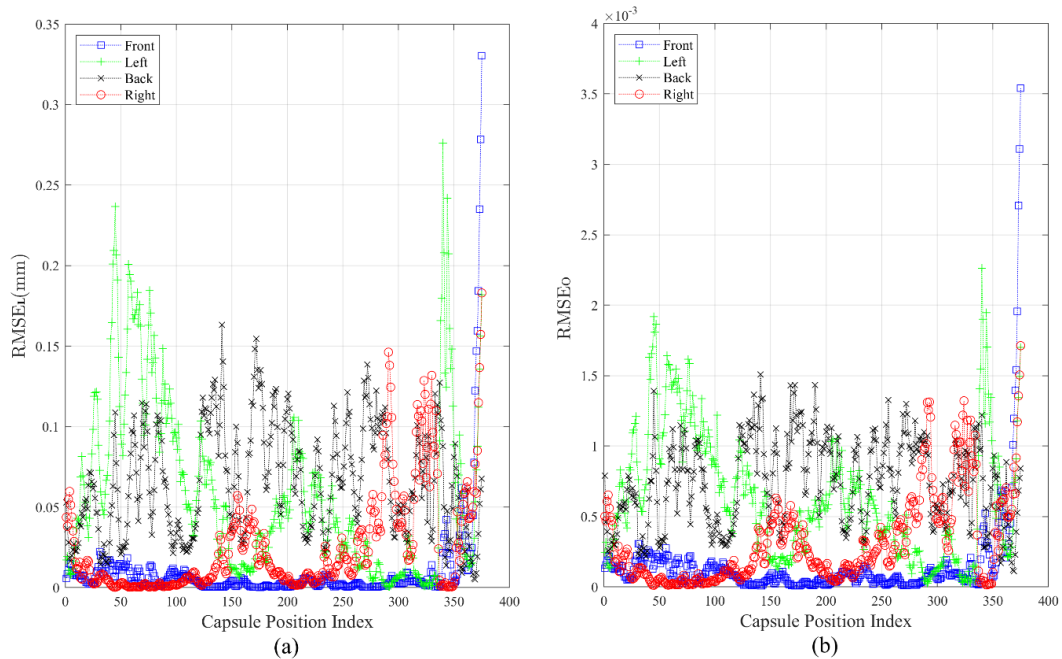 0.35
0.3
0.25
0.2
0.15
0.1
0.05
0
0 50 100 150 200 250 300 350 400
RMSEL(mm)
Capsule Position Index
Front
Left
Back
Right
(a)
×10-3
4
3.5
3
2.5
2
1.5
1
0.5
0
0 50 100 150 200 250 300 350 400
RMSEO
Capsule Position Index
Front
Left
Back
Right
(b)